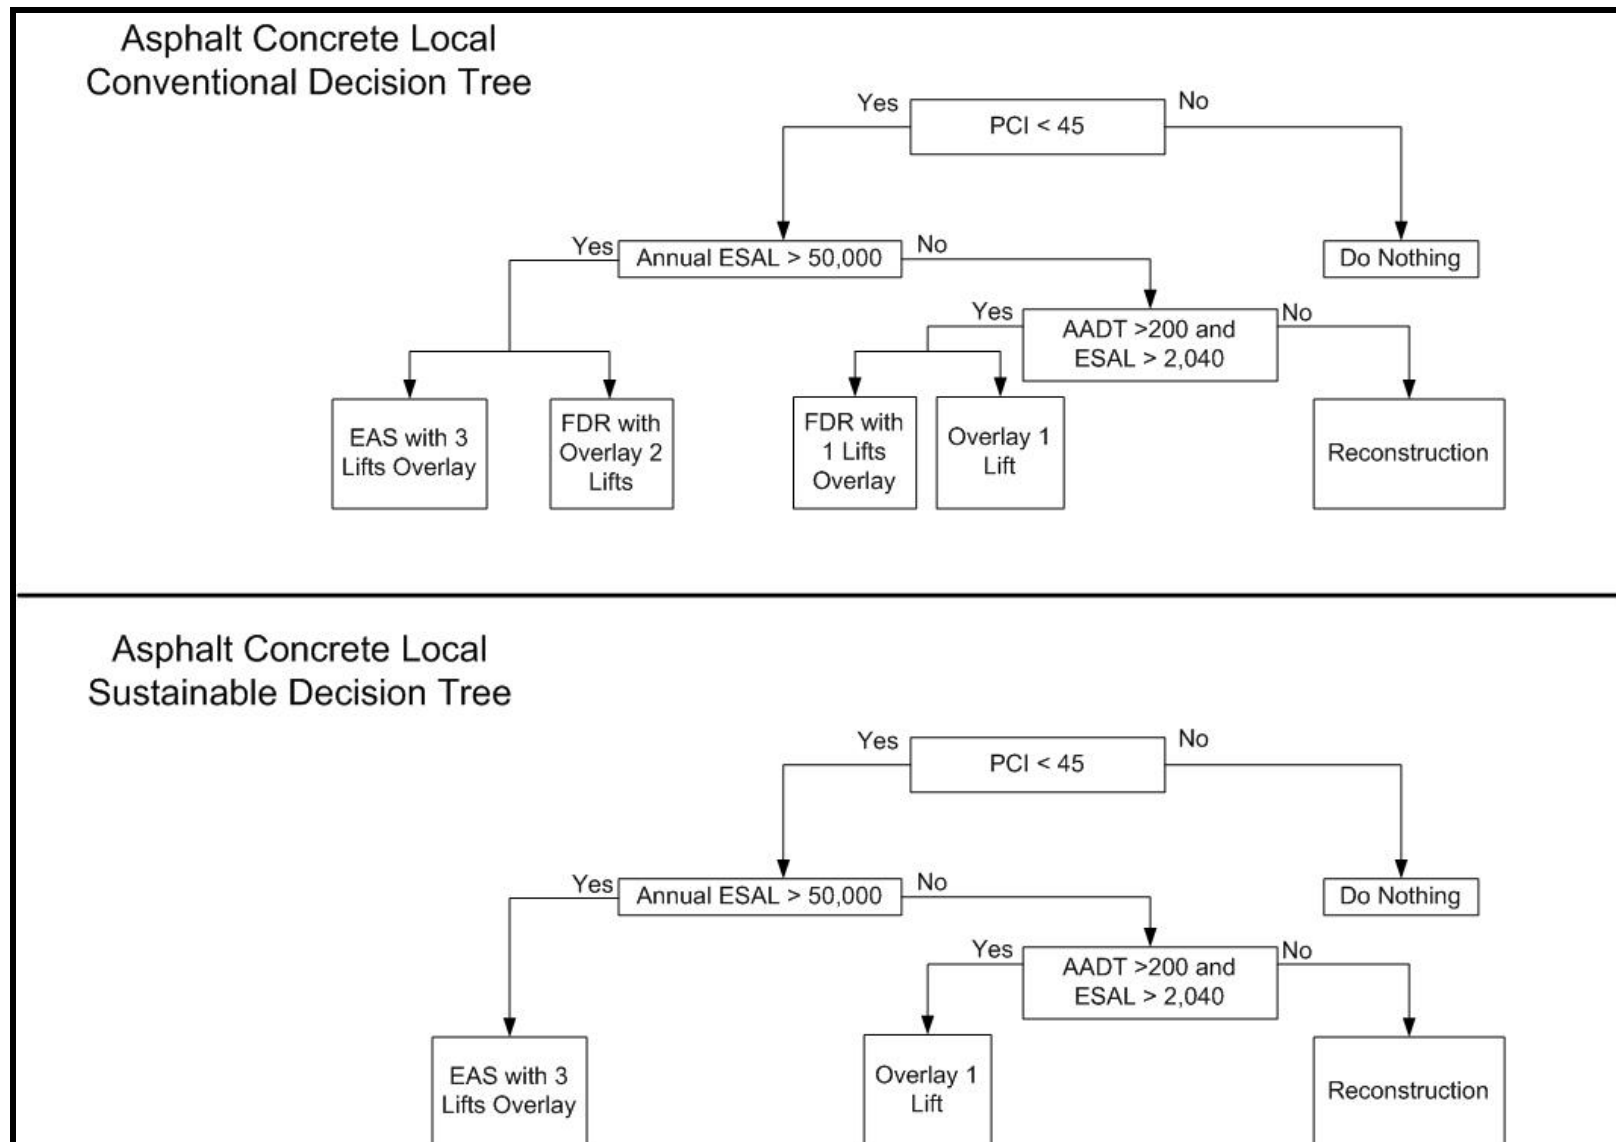 Asphalt Concrete Local
Conventional Decision Tree
Yes
No
PCI < 45
Yes
Annual ESAL > 50,000
No
Do Nothing
Yes
AADT >200 and
ESAL > 2,040
No
EAS with 3
Lifts Overlay
FDR with
Overlay 2
Lifts
FDR with
1 Lifts
Overlay
Overlay 1
Lift
Reconstruction
Asphalt Concrete Local
Sustainable Decision Tree
Yes
No
PCI < 45
Yes
Annual ESAL > 50,000
No
Do Nothing
Yes
AADT >200 and
ESAL > 2,040
No
EAS with 3
Lifts Overlay
Overlay 1
Lift
Reconstruction